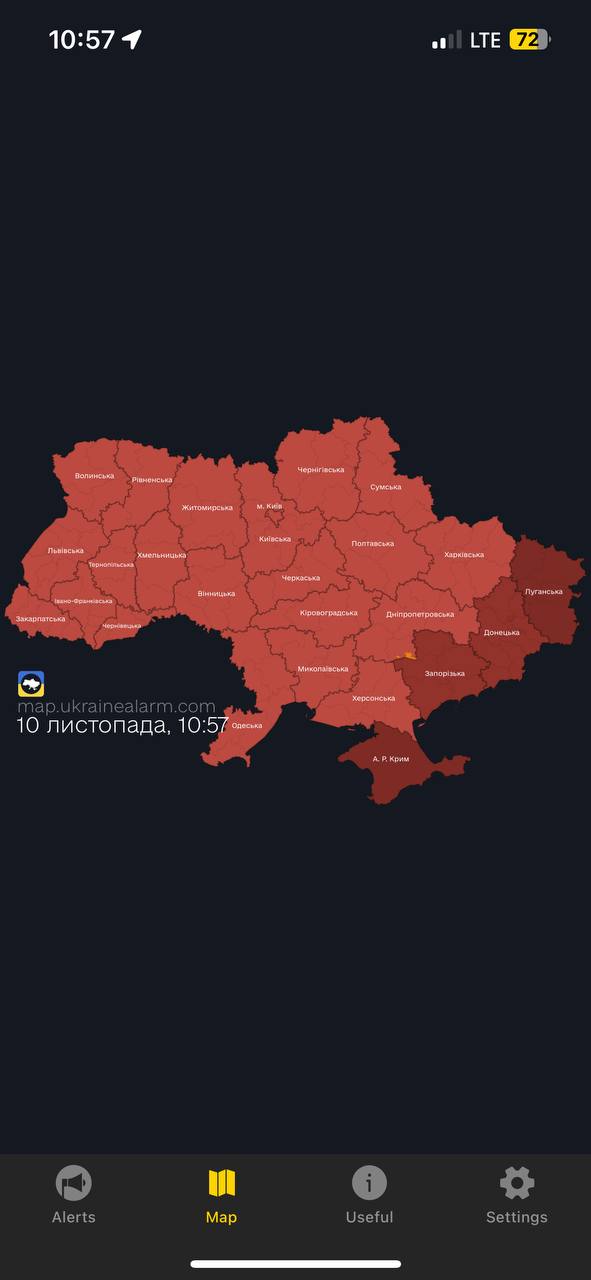 10:57
LTE 72
Чернігівська
Волинська
Рівненська
Сумська
Житомирська
м. Київ
Київська
Полтавська
Львівська
Хмельницька
Харківська
Тернопільська
Черкаська
Луганська
Вінницька
Івано-Франківська
Кіровоградська
Дніпропетровська
Закарпатська
Чернівецька
Донецька
Миколаївська
Запорізька
Херсонська
map.ukrainealarm.com
10 листопада, 10:57
Одеська
А. Р. Крим
Alerts
Map
Useful
Settings